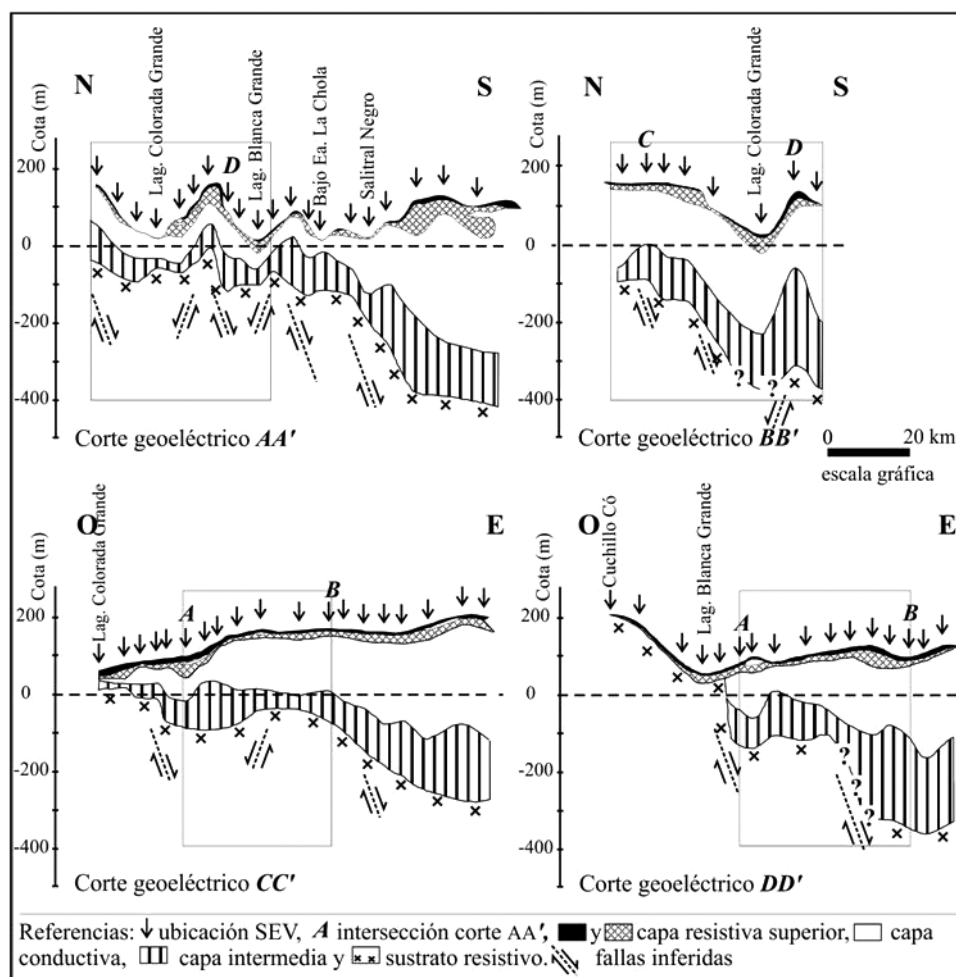 N
S
Cota (m)
Lag. Colorada Grande
D
Lag. Blanca Grande
Bajo Ea. La Chola
Salitral Negro
200
0
-200
-400
Corte geoeléctrico AA'
N
S
Cota (m)
C
Lag. Colorada Grande
D
200
0
-200
-400
? ?
Corte geoeléctrico BB'
0 20 km
escala gráfica
O
E
Cota (m)
Lag. Colorada Grande
A
B
200
0
-200
-400
Corte geoeléctrico CC'
O
E
Cota (m)
Cuchillo Có
Lag. Blanca Grande
A
B
200
0
-200
-400
?
?
?
Corte geoeléctrico DD'
Referencias: ubicación SEV, A intersección corte AA', y capa resistiva superior, capa
conductiva, capa intermedia y sustrato resistivo. fallas inferidas